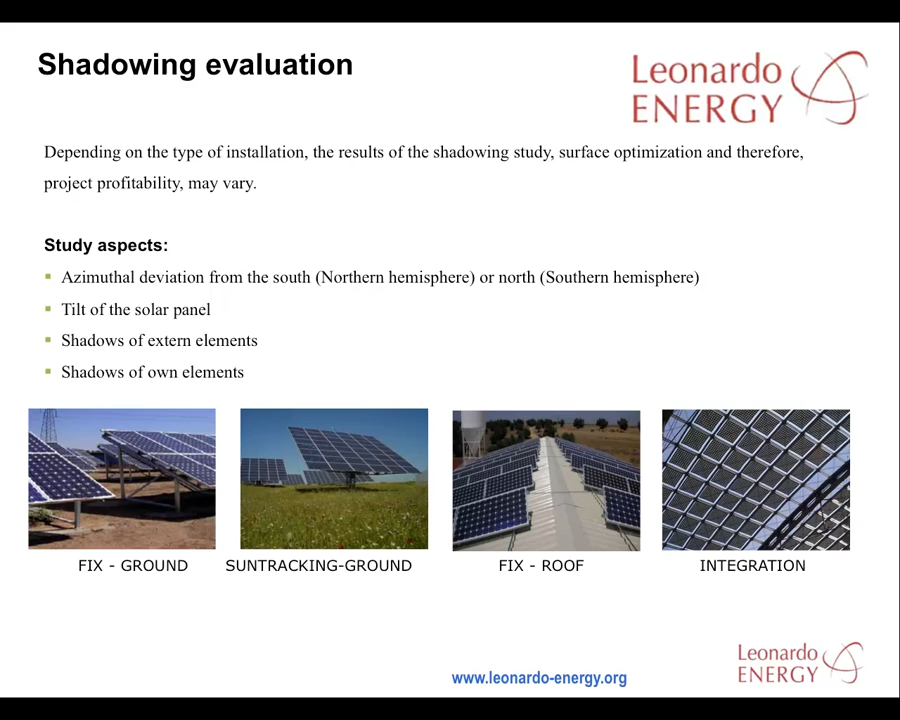 Shadowing evaluation
Leonardo
ENERGY
Depending on the type of installation, the results of the shadowing study, surface optimization and therefore,
project profitability, may vary.
Study aspects:
Azimuthal deviation from the south (Northern hemisphere) or north (Southern hemisphere)
Tilt of the solar panel
Shadows of extern elements
Shadows of own elements
FIX - GROUND
SUNTRACKING-GROUND
FIX - ROOF
INTEGRATION
www.leonardo-energy.org
Leonardo
ENERGY